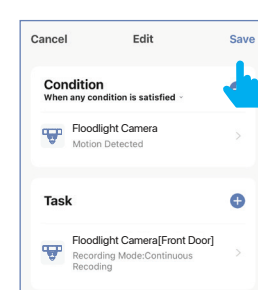 Cancel Edit Save
Condition
When any condition is satisfied
Floodlight Camera
Motion Detected
Task
Floodlight Camera[Front Door]
Recording Mode:Continuous
Recoding